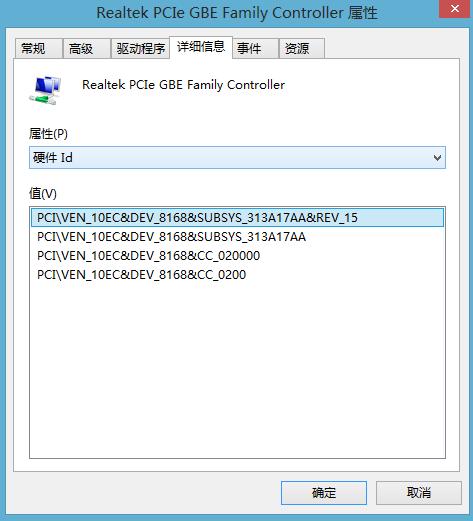 Realtek PCIe GBE Family Controller 属性
常规 高级 驱动程序 详细信息 事件 资源
Realtek PCIe GBE Family Controller
属性(P)
硬件 Id
值(V)
PCI\VEN_10EC&DEV_8168&SUBSYS_313A17AA&REV_15
PCI\VEN_10EC&DEV_8168&SUBSYS_313A17AA
PCI\VEN_10EC&DEV_8168&CC_020000
PCI\VEN_10EC&DEV_8168&CC_0200
确定 取消